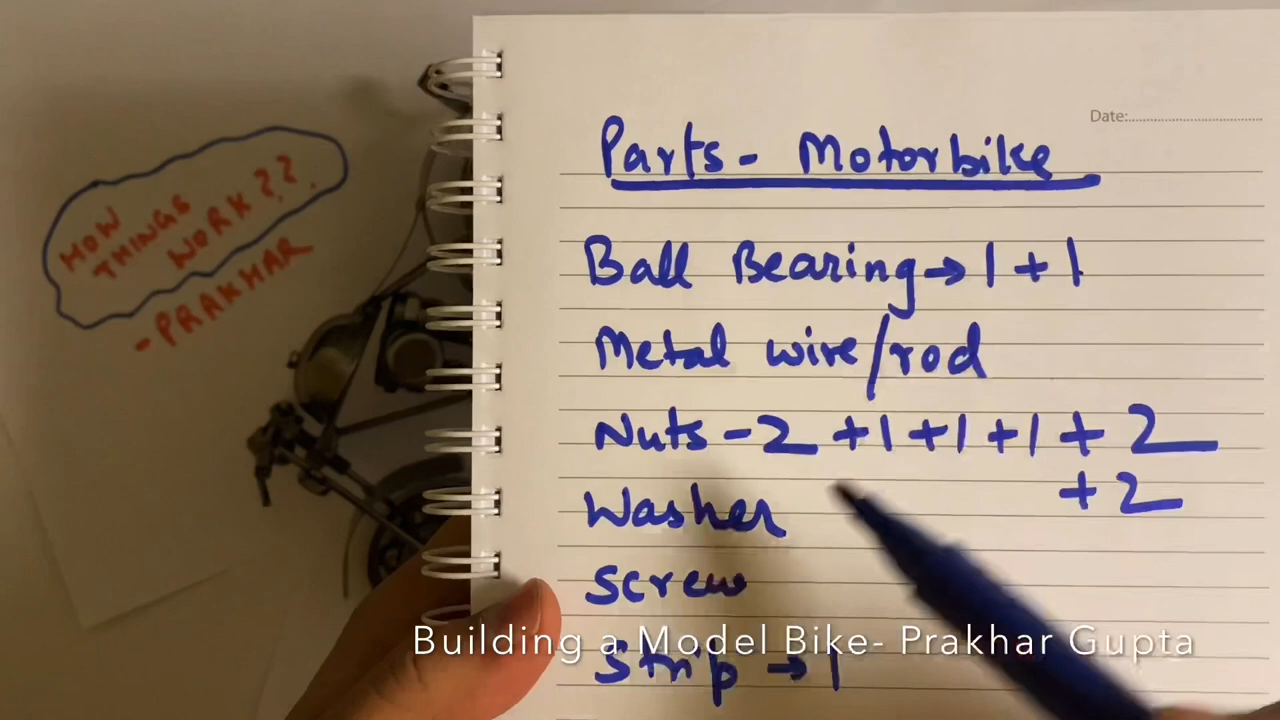 HOW
THINGS
WORK??.
-PRAKHAR
Date:
Parts - Motorbike
Ball Bearing → 1 + 1
Metal wire/rod
Nuts - 2 + 1 + 1 + 1 + 2
+ 2
Washer
Screw
Strip → 1
Building a Model Bike- Prakhar Gupta